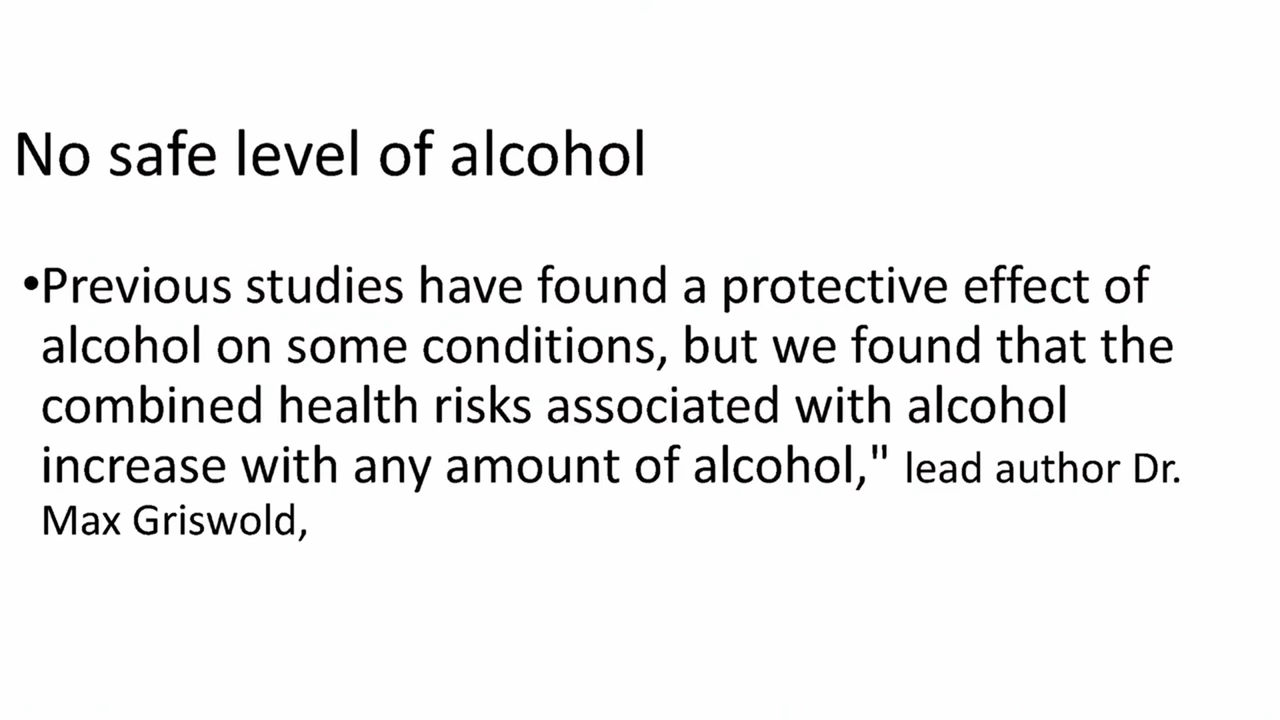 No safe level of alcohol
•Previous studies have found a protective effect of
alcohol on some conditions, but we found that the
combined health risks associated with alcohol
increase with any amount of alcohol," lead author Dr.
Max Griswold,